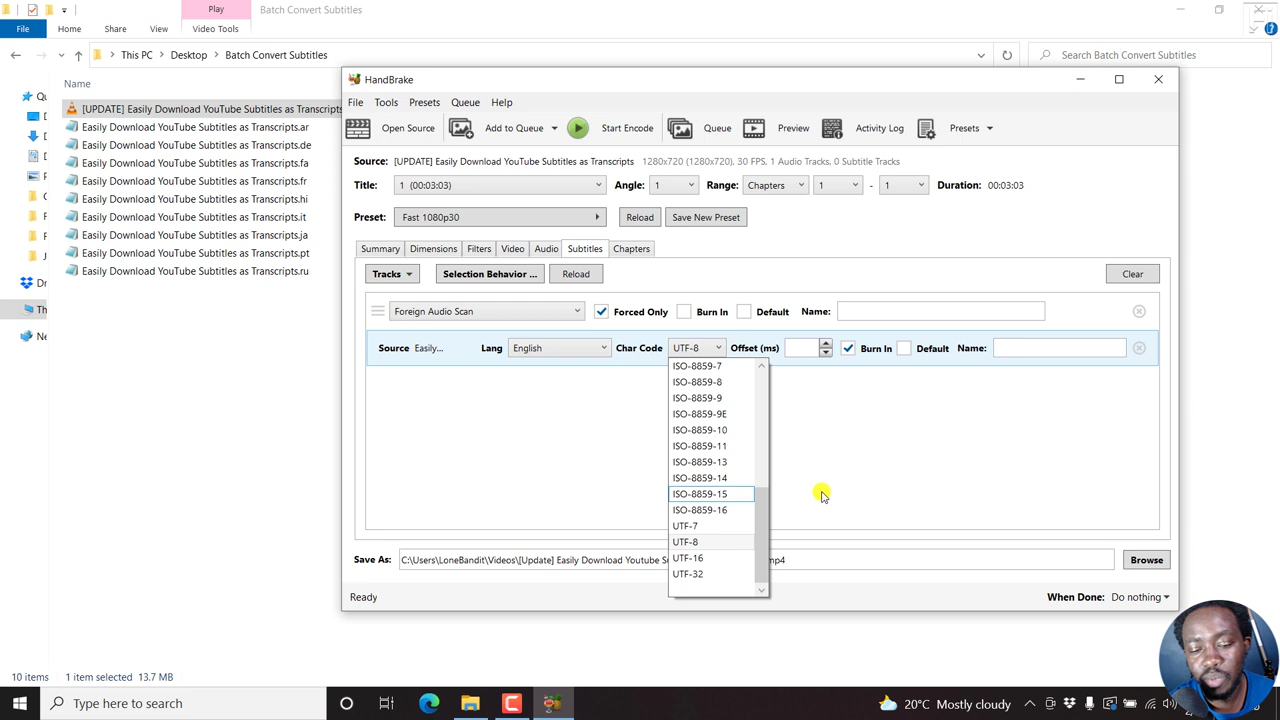 Play Batch Convert Subtitles
File Home Share View Video Tools
This PC Desktop Batch Convert Subtitles Search Batch Convert Subtitles
Name
[UPDATE] Easily Download YouTube Subtitles as Transcripts
Easily Download YouTube Subtitles as Transcripts.ar
Easily Download YouTube Subtitles as Transcripts.de
Easily Download YouTube Subtitles as Transcripts.fa
Easily Download YouTube Subtitles as Transcripts.fr
Easily Download YouTube Subtitles as Transcripts.hi
Easily Download YouTube Subtitles as Transcripts.it
Easily Download YouTube Subtitles as Transcripts.ja
Easily Download YouTube Subtitles as Transcripts.pt
Easily Download YouTube Subtitles as Transcripts.ru
HandBrake
File Tools Presets Queue Help
Open Source Add to Queue Start Encode Queue Preview Activity Log Presets
Source: [UPDATE] Easily Download YouTube Subtitles as Transcripts 1280x720 (1280x720), 30 FPS, 1 Audio Tracks, 0 Subtitle Tracks
Title: 1 (00:03:03) Angle: 1 Range: Chapters 1 - 1 Duration: 00:03:03
Preset: Fast 1080p30 Reload Save New Preset
Summary Dimensions Filters Video Audio Subtitles Chapters
Tracks Selection Behavior ... Reload Clear
Foreign Audio Scan Forced Only Burn In Default Name:
Source Easily... Lang English Char Code UTF-8 Offset (ms) Burn In Default Name:
ISO-8859-7
ISO-8859-8
ISO-8859-9
ISO-8859-9E
ISO-8859-10
ISO-8859-11
ISO-8859-13
ISO-8859-14
ISO-8859-15
ISO-8859-16
UTF-7
UTF-8
UTF-16
UTF-32
Save As: C:\Users\LoneBandit\Videos\[Update] Easily Download Youtube S mp4 Browse
Ready When Done: Do nothing
10 items 1 item selected 13.7 MB
Type here to search 20°C Mostly cloudy